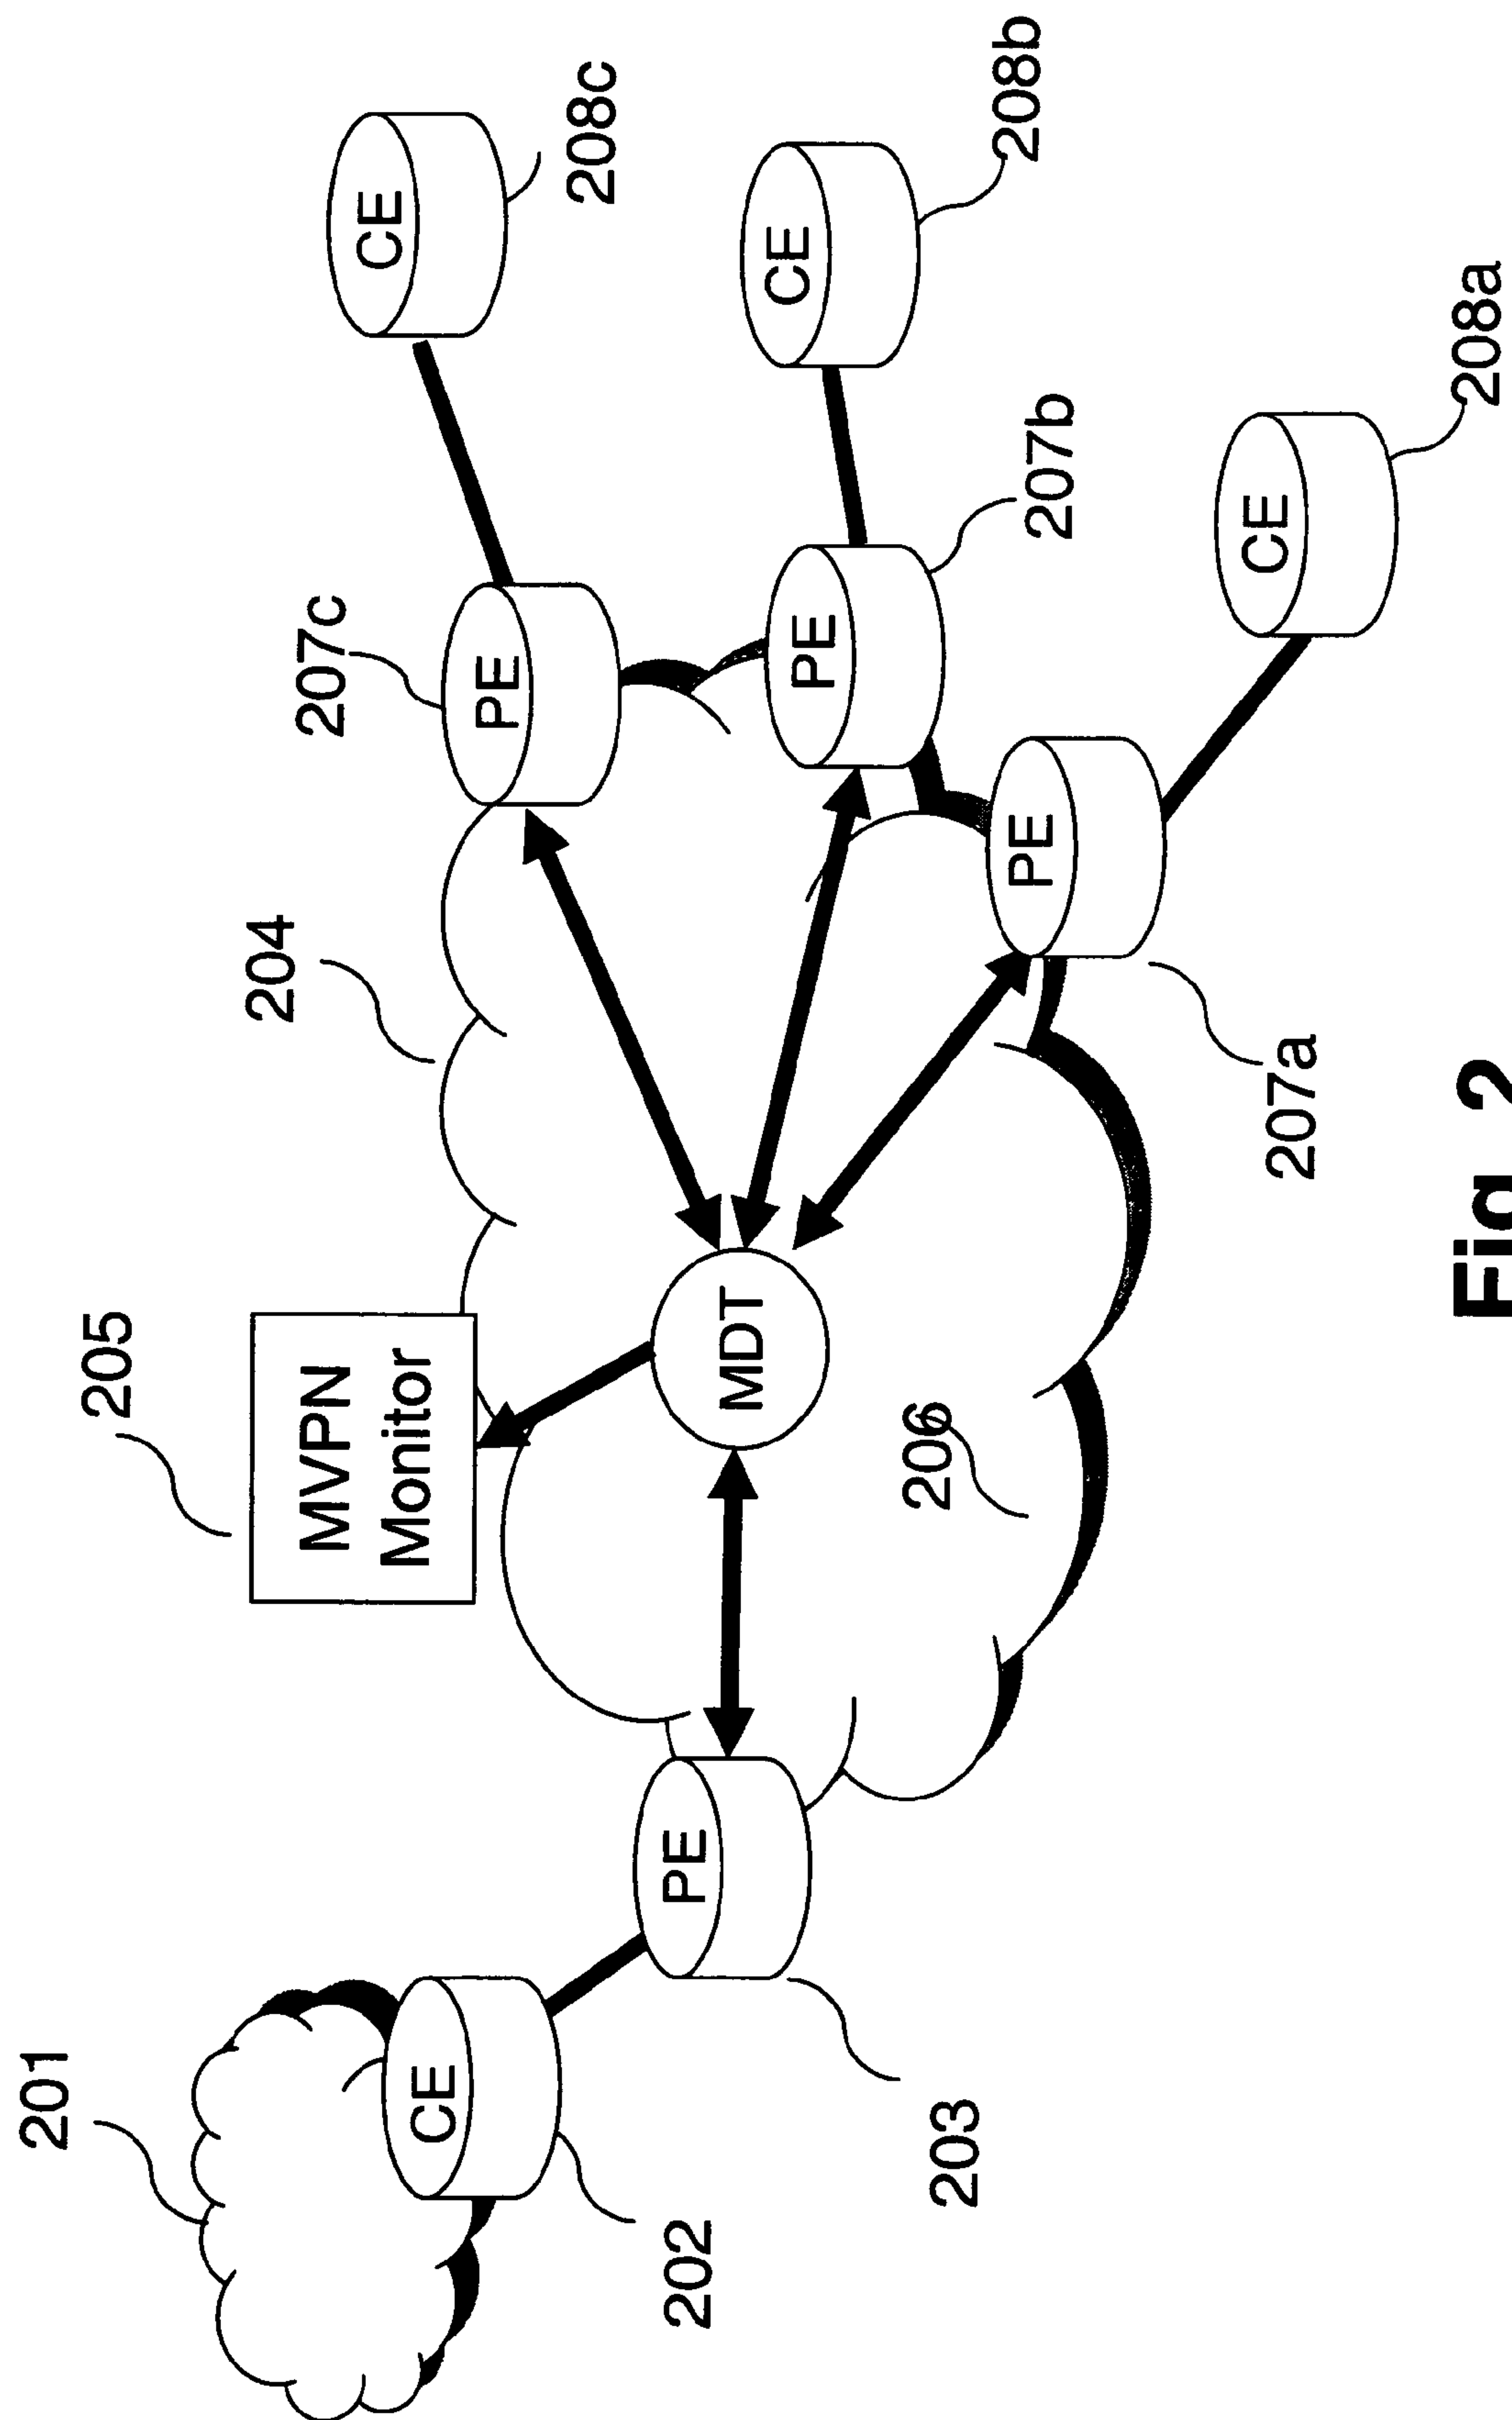 201
205
204
207c
208c
CE
CE
PE
MVPN
Monitor
PE
CE
202
PE
MDT
PE
CE
208b
203
206
207b
207a
208a
Fig. 2